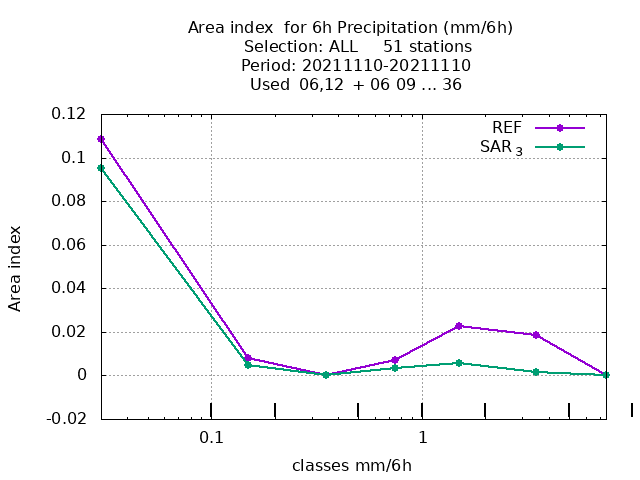 Area index  for 6h Precipitation (mm/6h)
Selection: ALL     51 stations
Period: 20211110-20211110
Used  06,12  + 06 09 ... 36
REF
SAR 3
0.12
0.1
0.08
0.06
0.04
0.02
0
-0.02
Area index
0.1
1
classes mm/6h